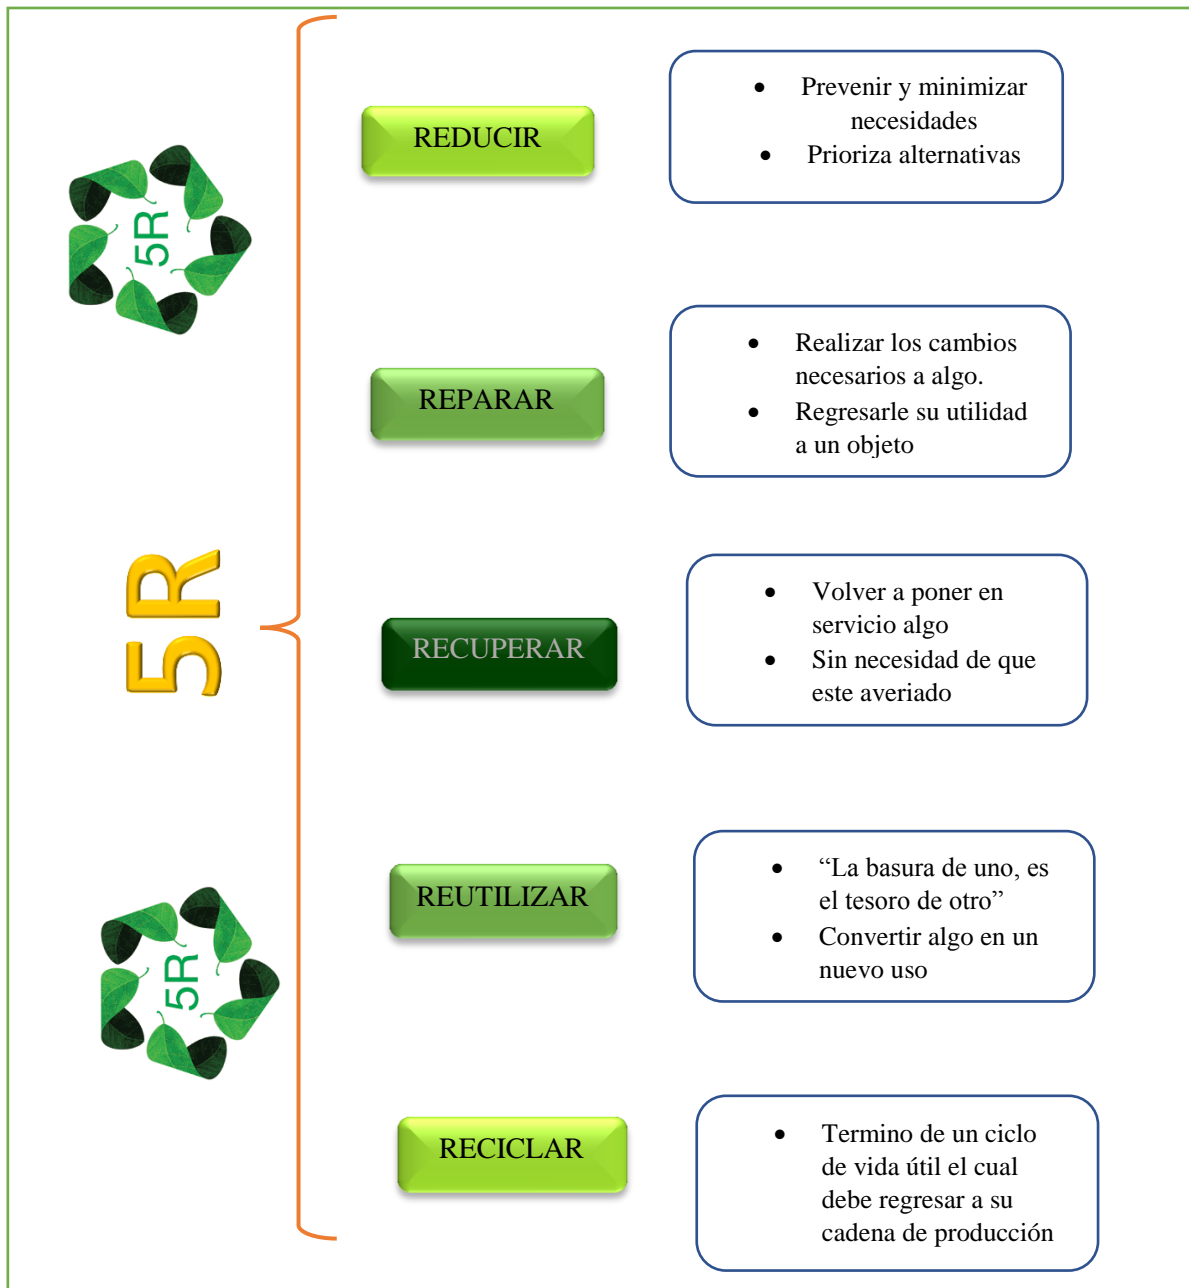 5R
5R
5R
REDUCIR
• Prevenir y minimizar
necesidades
• Prioriza alternativas
REPARAR
• Realizar los cambios
necesarios a algo.
• Regresarle su utilidad
a un objeto
RECUPERAR
• Volver a poner en
servicio algo
• Sin necesidad de que
este averiado
REUTILIZAR
• “La basura de uno, es
el tesoro de otro”
• Convertir algo en un
nuevo uso
RECICLAR
• Termino de un ciclo
de vida útil el cual
debe regresar a su
cadena de producción